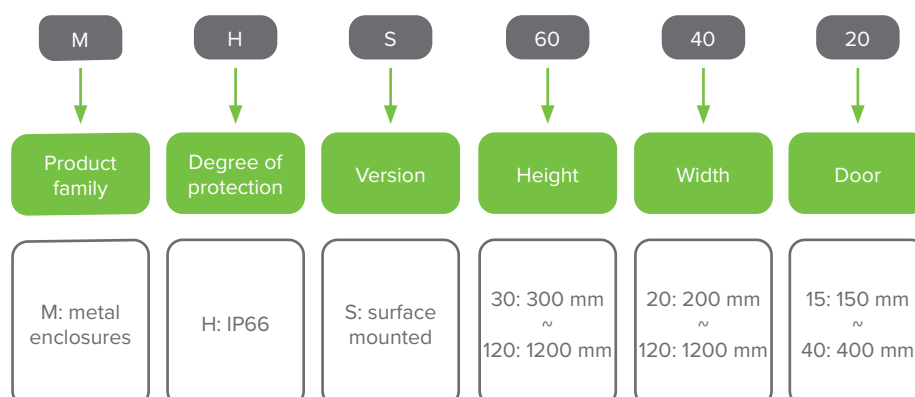 M
H
S
60
40
20
Product
family
Degree of
protection
Version
Height
Width
Door
M: metal
enclosures
H: IP66
S: surface
mounted
30: 300 mm
~
120: 1200 mm
20: 200 mm
~
120: 1200 mm
15: 150 mm
~
40: 400 mm